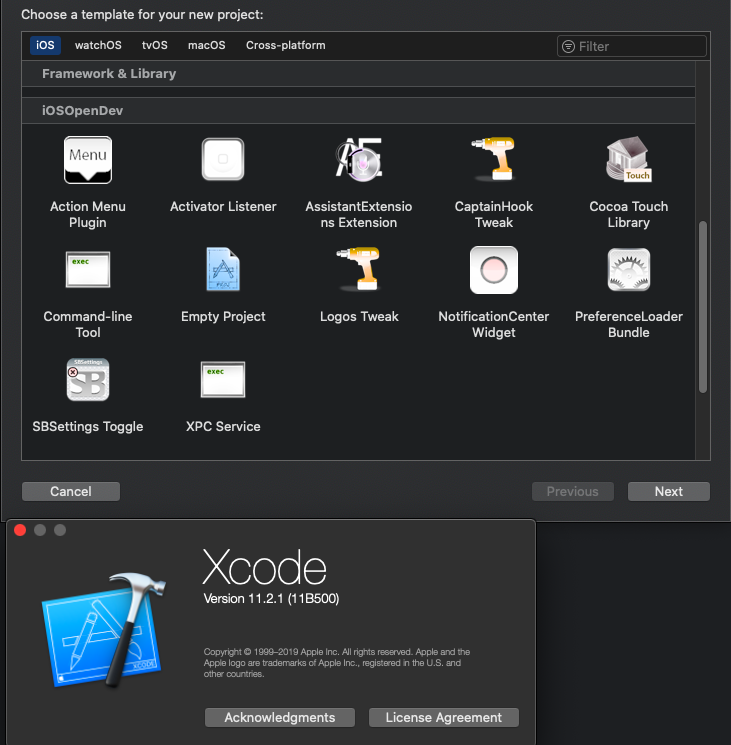 Choose a template for your new project:
iOS watchOS tvOS macOS Cross-platform Filter
Framework & Library
iOSOpenDev
Menu
Touch
Action Menu Plugin
Activator Listener
AssistantExtensio ns Extension
CaptainHook Tweak
Cocoa Touch Library
exec
Command-line Tool
Empty Project
Logos Tweak
NotificationCenter Widget
PreferenceLoader Bundle
SBSettings
SB
exec
SBSettings Toggle
XPC Service
Cancel Previous Next
Xcode
Version 11.2.1 (11B500)
XCODE
Copyright © 1999–2019 Apple Inc. All rights reserved. Apple and the
Apple logo are trademarks of Apple Inc., registered in the U.S. and
other countries.
Acknowledgments License Agreement